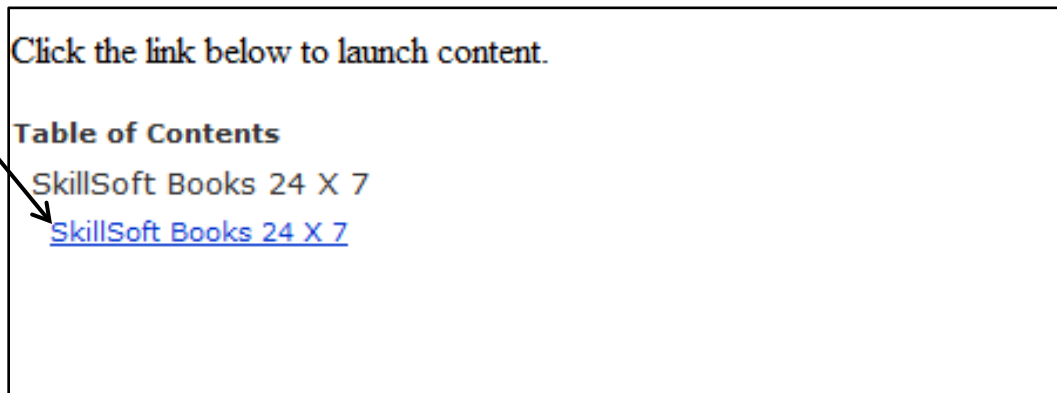 Click the link below to launch content.
Table of Contents
SkillSoft Books 24 X 7
SkillSoft Books 24 X 7